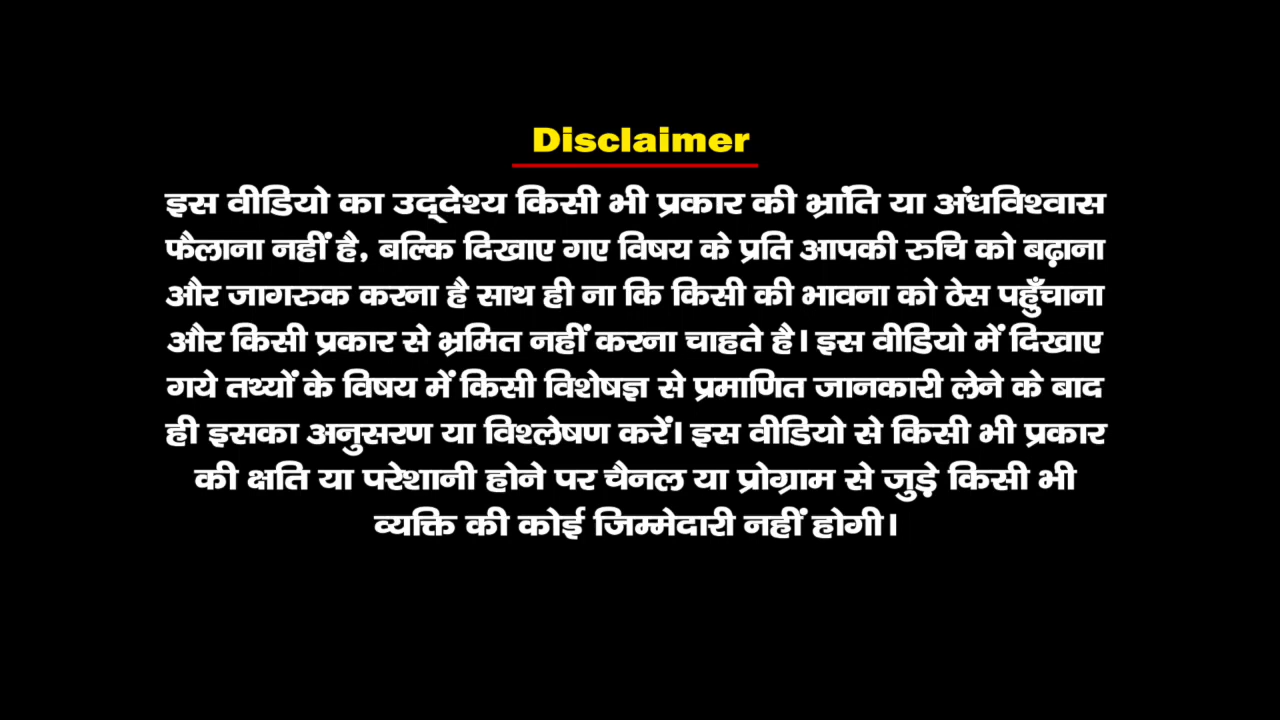 Disclaimer
इस वीडियो का उद्देश्य किसी भी प्रकार की भ्रांति या अंधविश्वास
फैलाना नहीं है, बल्कि दिखाए गए विषय के प्रति आपकी रुचि को बढ़ाना
और जागरुक करना है साथ ही ना कि किसी की भावना को ठेस पहुँचाना
और किसी प्रकार से भ्रमित नहीं करना चाहते है। इस वीडियो में दिखाए
गये तथ्यों के विषय में किसी विशेषज्ञ से प्रमाणित जानकारी लेने के बाद
ही इसका अनुसरण या विश्लेषण करें। इस वीडियो से किसी भी प्रकार
की क्षति या परेशानी होने पर चैनल या प्रोग्राम से जुड़े किसी भी
व्यक्ति की कोई जिम्मेदारी नहीं होगी।